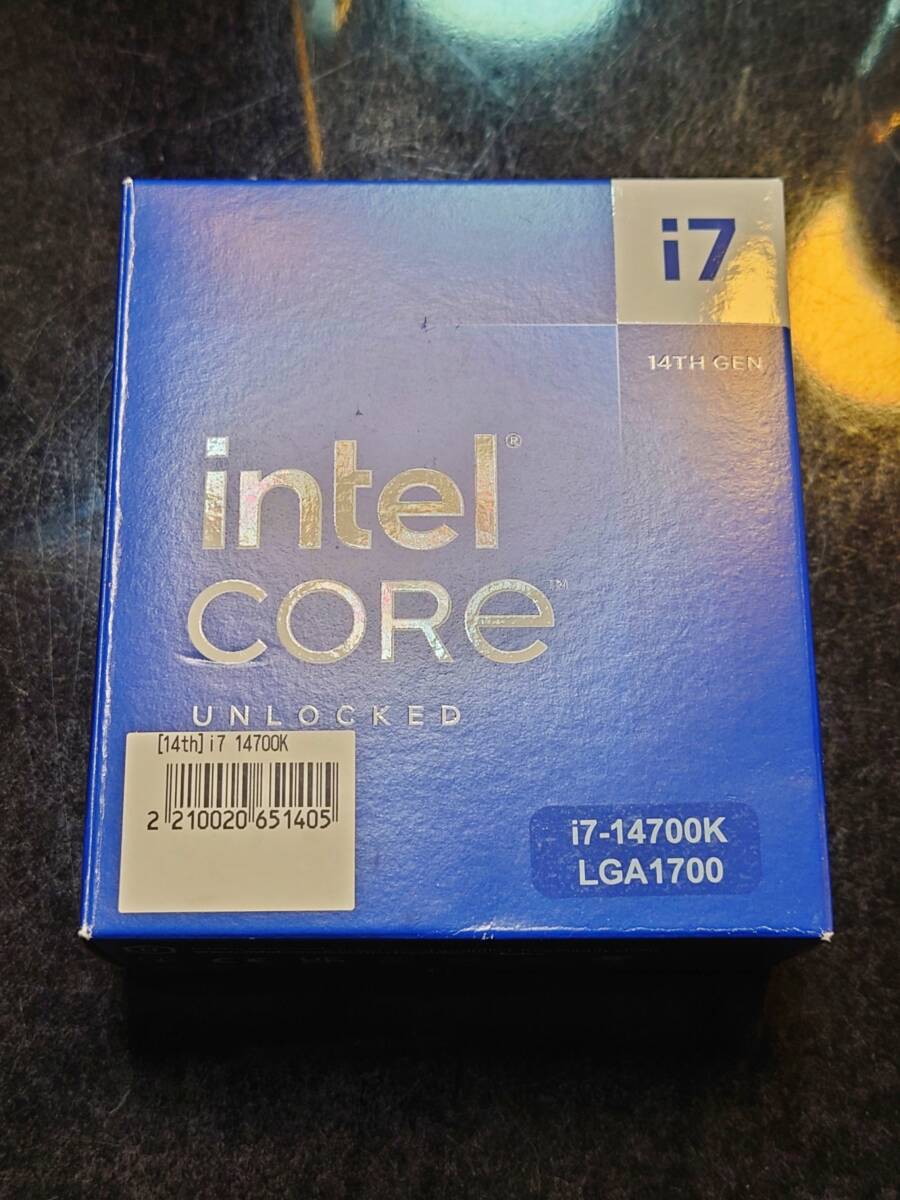 i7
14TH GEN
intel®
CORE™
UNLOCKED
[14th] i7 14700K
2 210020 651405
i7-14700K
LGA1700